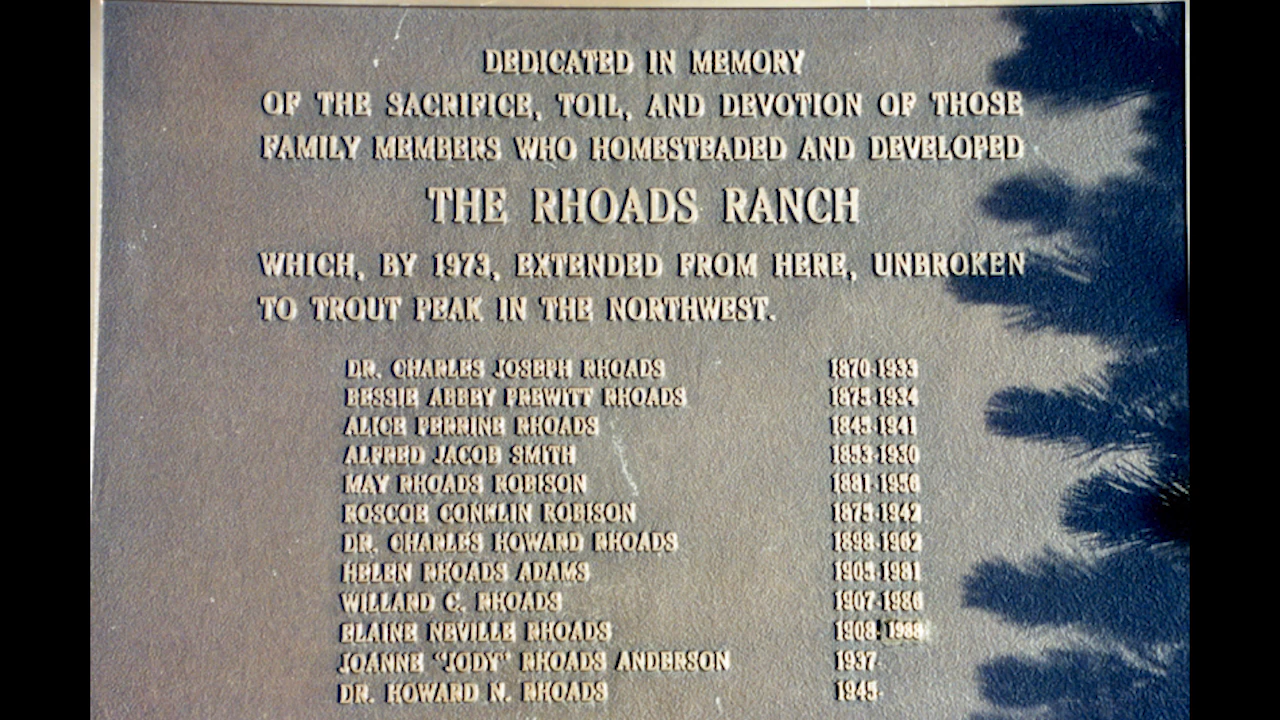 DEDICATED IN MEMORY
OF THE SACRIFICE, TOIL, AND DEVOTION OF THOSE
FAMILY MEMBERS WHO HOMESTEADED AND DEVELOPED
THE RHOADS RANCH
WHICH, BY 1973, EXTENDED FROM HERE, UNBROKEN
TO TROUT PEAK IN THE NORTHWEST.
DR. CHARLES JOSEPH RHOADS 1870-1933
BESSIE ABBEY PREWITT RHOADS 1875-1934
ALICE PERRINE RHOADS 1845-1941
ALFRED JACOB SMITH 1853-1930
MAY RHOADS ROBISON 1881-1956
ROSCOE CONKLIN ROBISON 1875-1942
DR. CHARLES HOWARD RHOADS 1898-1962
HELEN RHOADS ADAMS 1905-1981
WILLARD C. RHOADS 1907-1986
ELAINE NEVILLE RHOADS 1908-1988
JOANNE "JODY" RHOADS ANDERSON 1937-
DR. HOWARD N. RHOADS 1945-